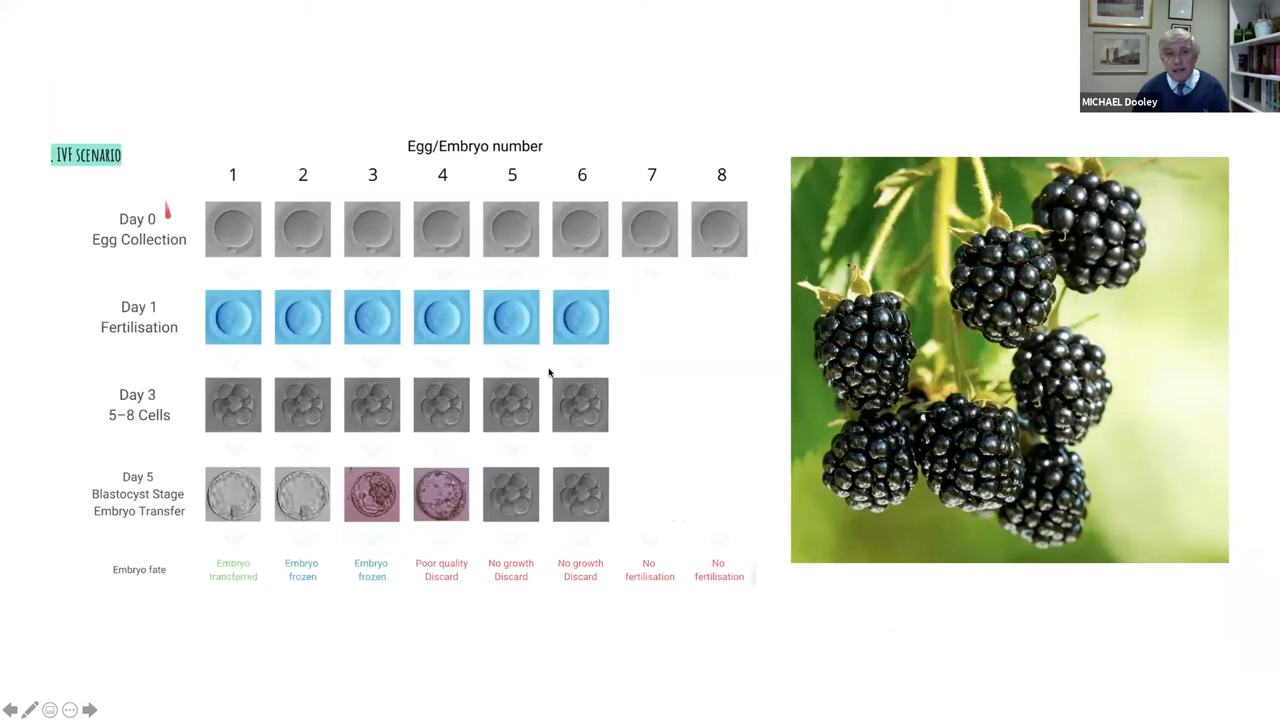 MICHAEL Dooley
. IVF SCENARIO
Egg/Embryo number
1 2 3 4 5 6 7 8
Day 0
Egg Collection
Day 1
Fertilisation
Day 3
5–8 Cells
Day 5
Blastocyst Stage
Embryo Transfer
Embryo fate
Embryo
transferred
Embryo
frozen
Embryo
frozen
Poor quality
Discard
No growth
Discard
No growth
Discard
No
fertilisation
No
fertilisation